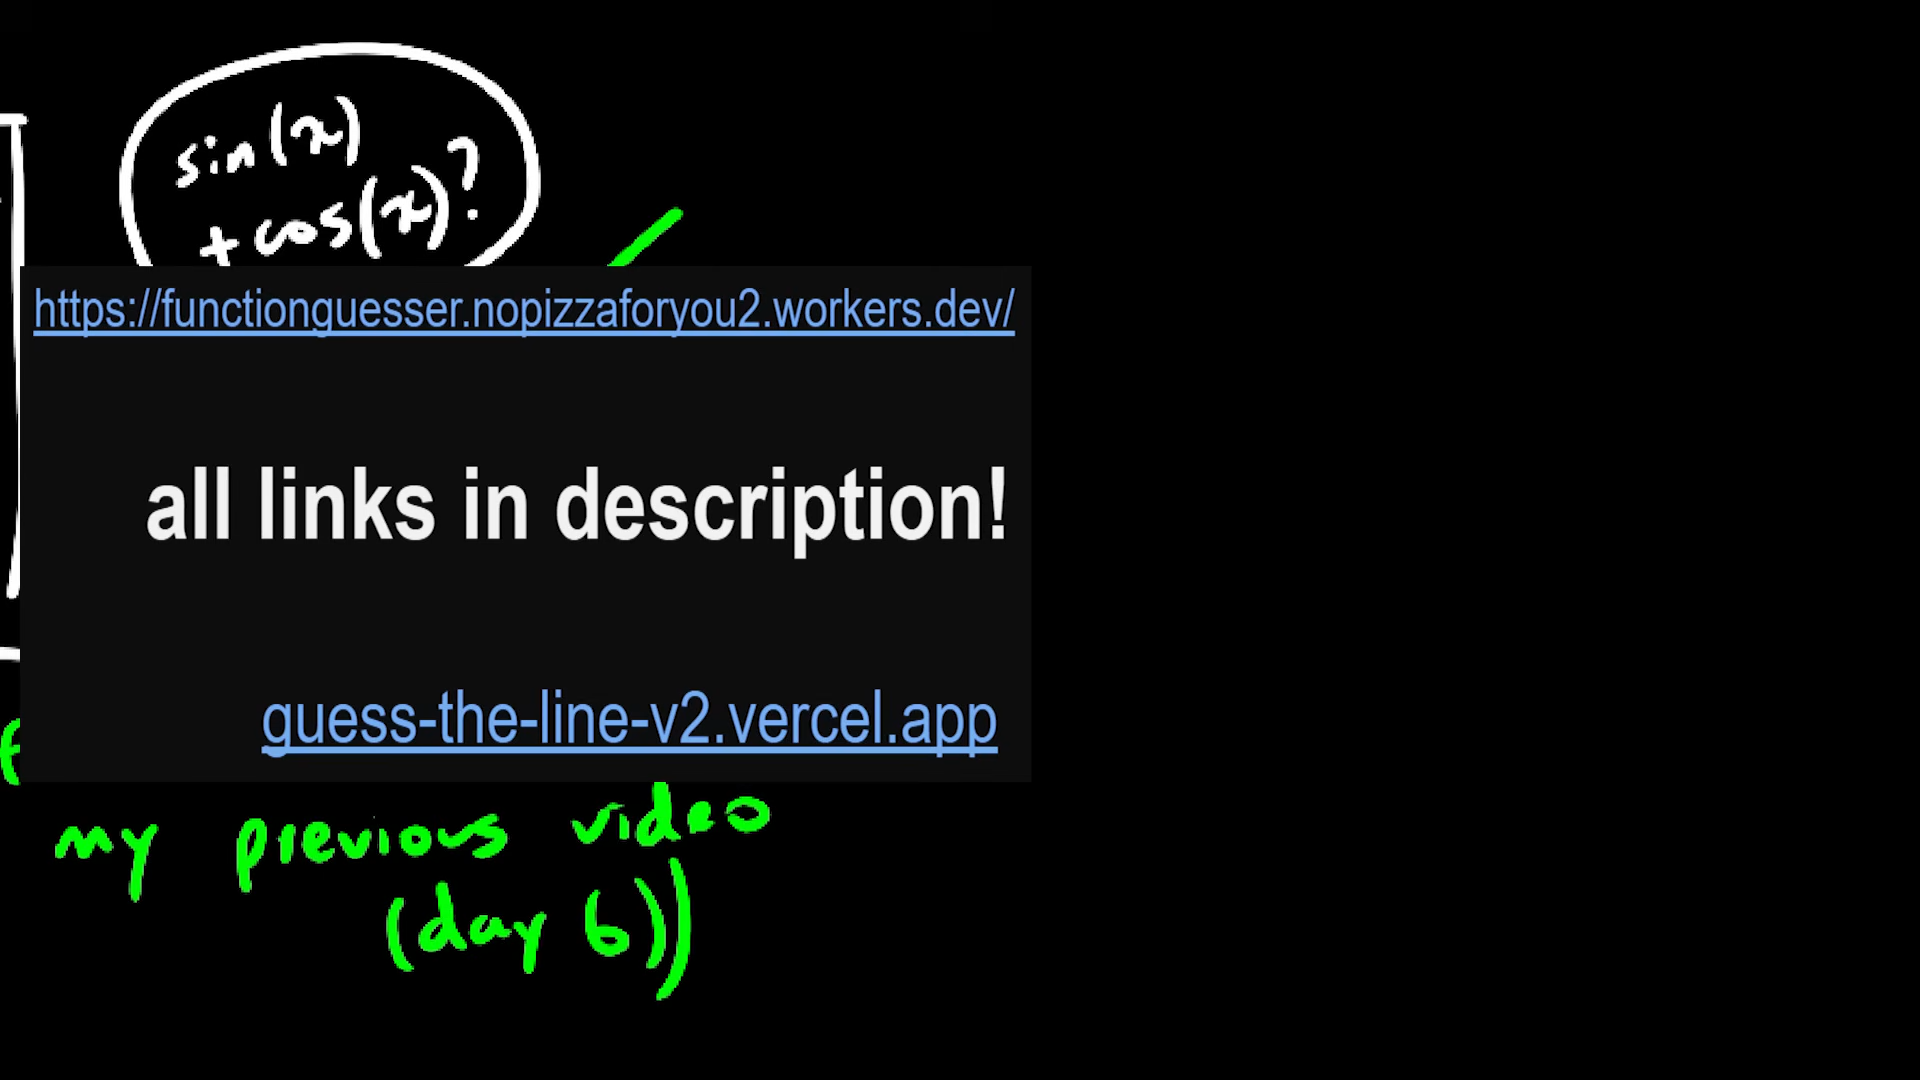 sin(x)
+ cos(x)?
https://functionguesser.nopizzaforyou2.workers.dev/
all links in description!
guess-the-line-v2.vercel.app
my previous video
(day 6))